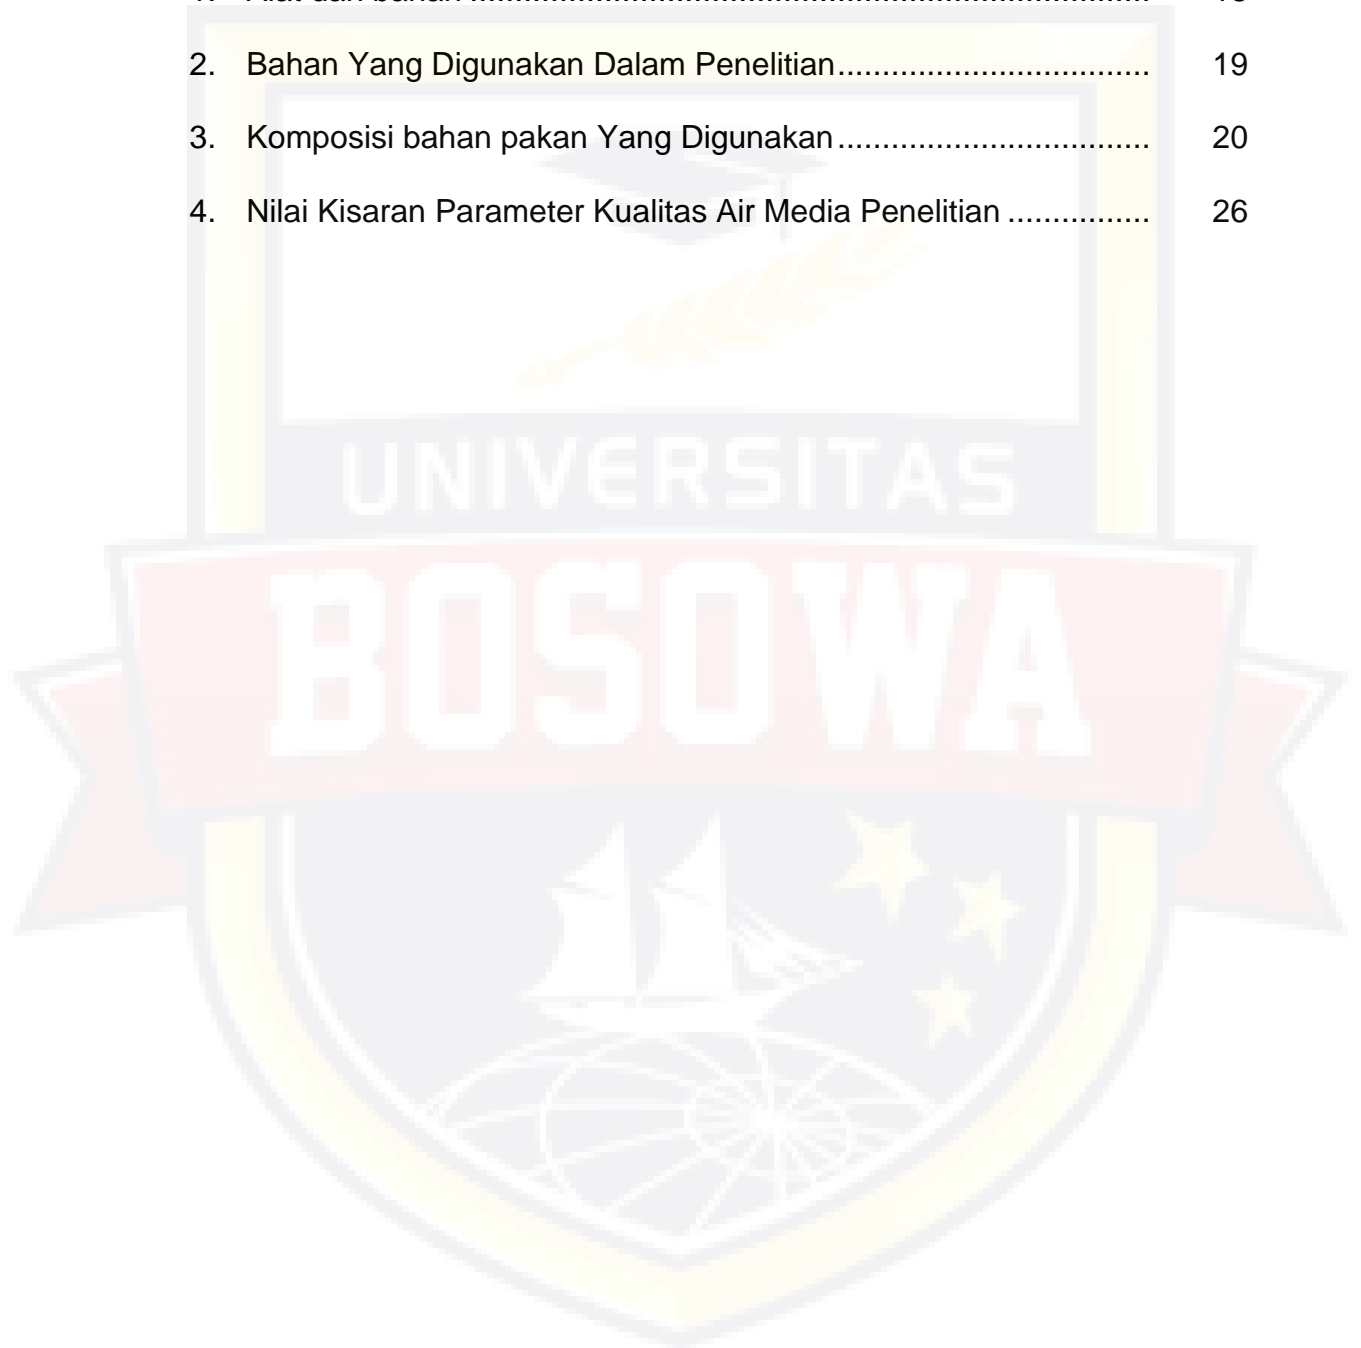 2. Bahan Yang Digunakan Dalam Penelitian................................... 19
3. Komposisi bahan pakan Yang Digunakan................................... 20
4. Nilai Kisaran Parameter Kualitas Air Media Penelitian ................ 26
UNIVERSITAS
BOSOWA